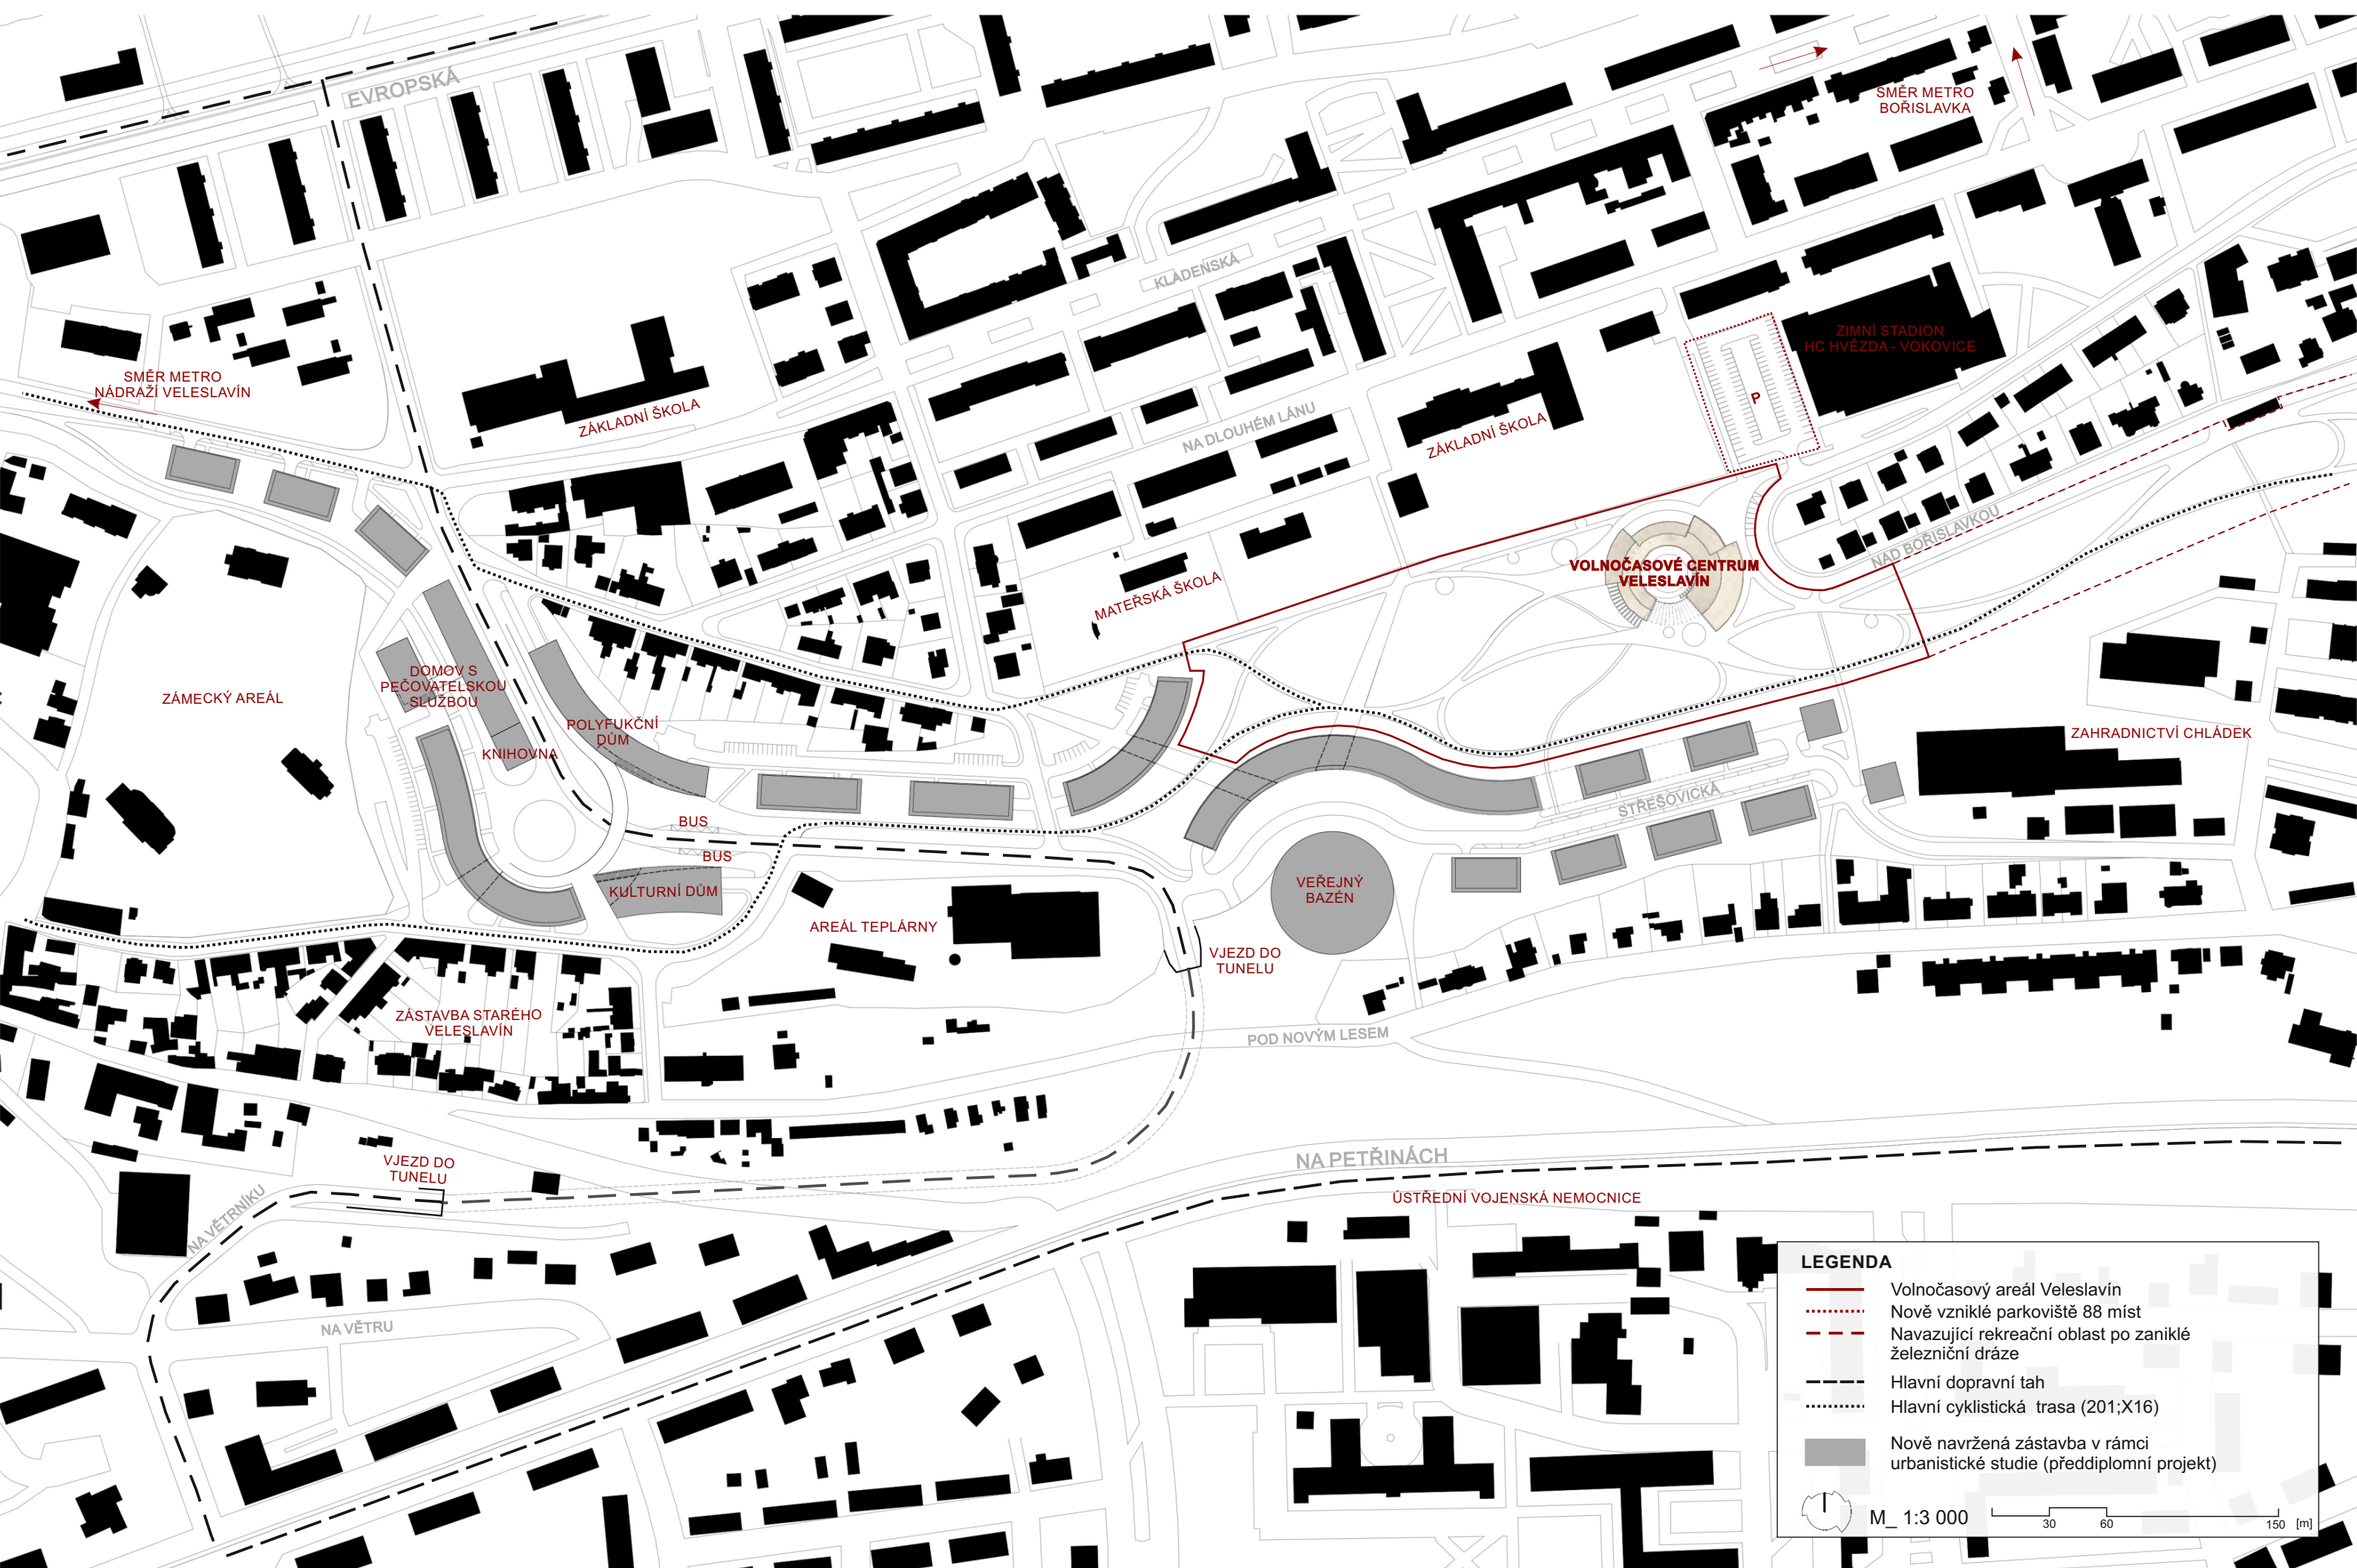 EVROPSKÁ
SMĚR METRO
BOŘISLAVKA
KLADENSKÁ
ZIMNÍ STADION
HC HVĚZDA - VOKOVICE
SMĚR METRO
NÁDRAŽÍ VELESLAVÍN
P
ZÁKLADNÍ ŠKOLA
NA DLOUHÉM LÁNU
ZÁKLADNÍ ŠKOLA
NAD BOŘISLAVKOU
VOLNOČASOVÉ CENTRUM
VELESLAVÍN
MATEŘSKÁ ŠKOLA
ZÁMECKÝ AREÁL
DOMOV S
PEČOVATELSKOU
SLUŽBOU
POLYFUKČNÍ
DŮM
KNIHOVNA
ZAHRADNICTVÍ CHLÁDEK
STŘEŠOVICKÁ
BUS
BUS
KULTURNÍ DŮM
VEŘEJNÝ
BAZÉN
AREÁL TEPLÁRNY
VJEZD DO
TUNELU
ZÁSTAVBA STARÉHO
VELESLAVÍN
POD NOVÝM LESEM
VJEZD DO
TUNELU
NA PETŘINÁCH
ÚSTŘEDNÍ VOJENSKÁ NEMOCNICE
NA VĚTRNÍKU
NA VĚTRU
LEGENDA
Volnočasový areál Veleslavín
Nově vzniklé parkoviště 88 míst
Navazující rekreační oblast po zaniklé
železniční dráze
Hlavní dopravní tah
Hlavní cyklistická trasa (201;X16)
Nově navržená zástavba v rámci
urbanistické studie (předdiplomní projekt)
M_ 1:3 000
30 60 150 [m]